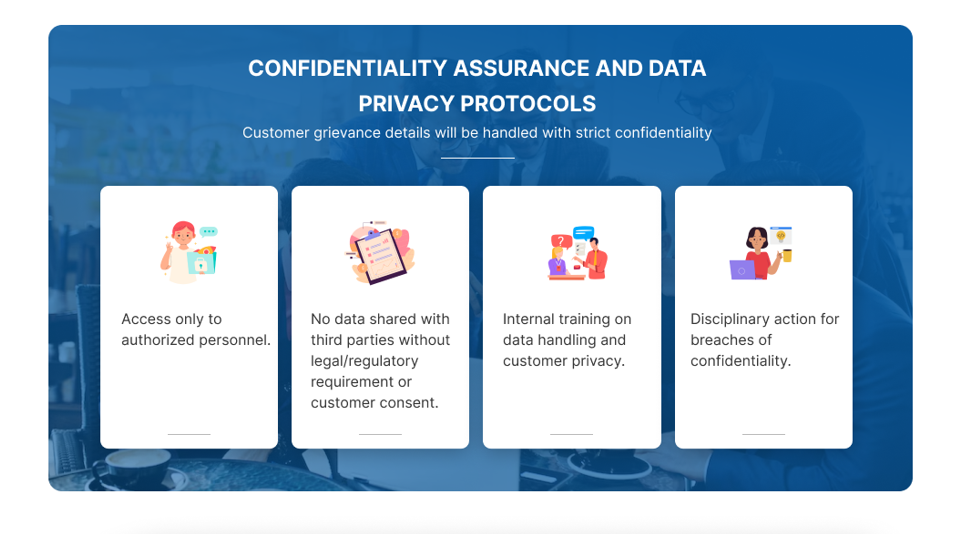 CONFIDENTIALITY ASSURANCE AND DATA
PRIVACY PROTOCOLS
Customer grievance details will be handled with strict confidentiality
Access only to
authorized personnel.
No data shared with
third parties without
legal/regulatory
requirement or
customer consent.
Internal training on
data handling and
customer privacy.
Disciplinary action for
breaches of
confidentiality.